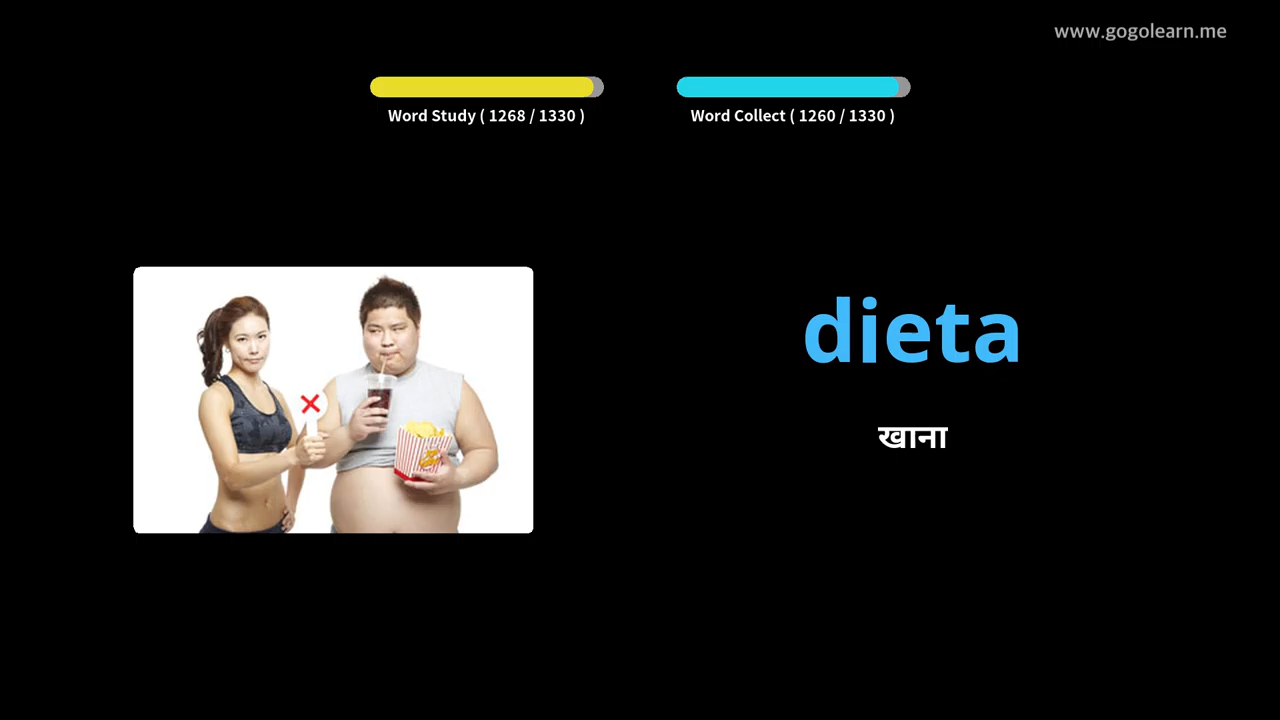 www.gogolearn.me
Word Study ( 1268 / 1330 )
Word Collect ( 1260 / 1330 )
dieta
खाना